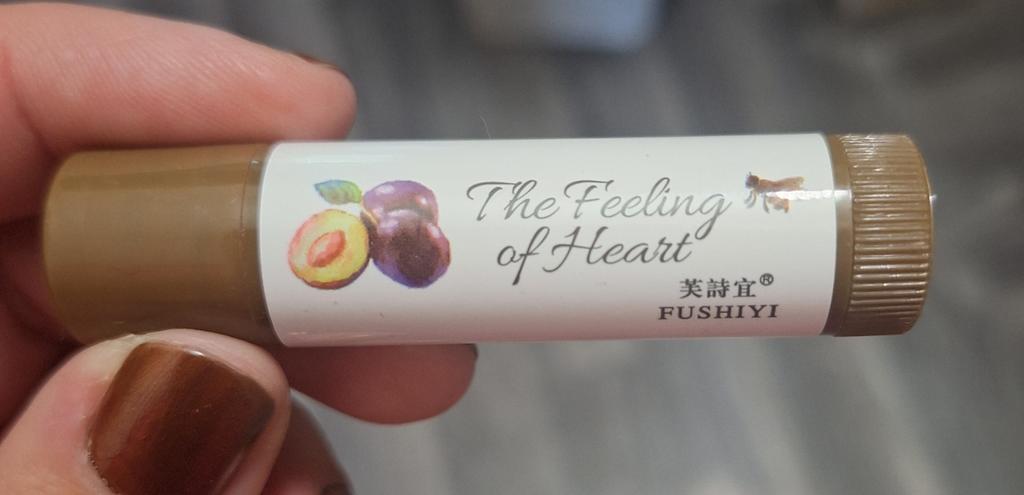 The Feeling
of Heart
芙詩宜®
FUSHIYI